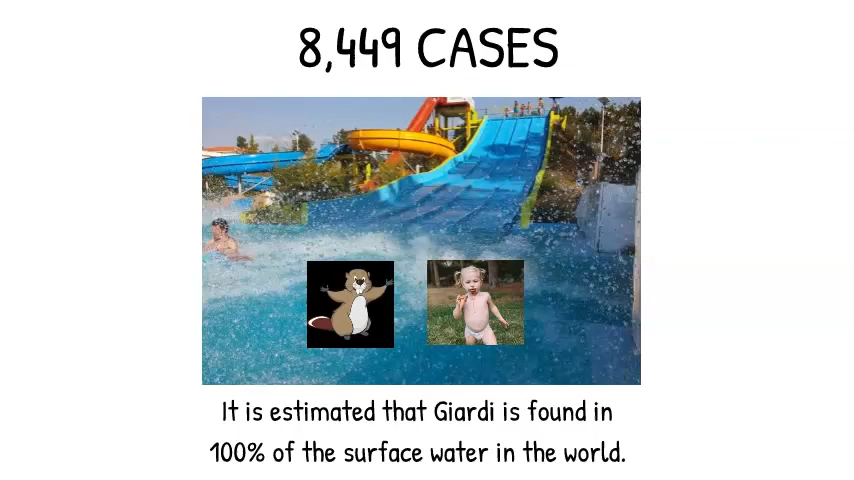 8,449 CASES
It is estimated that Giardi is found in
100% of the surface water in the world.